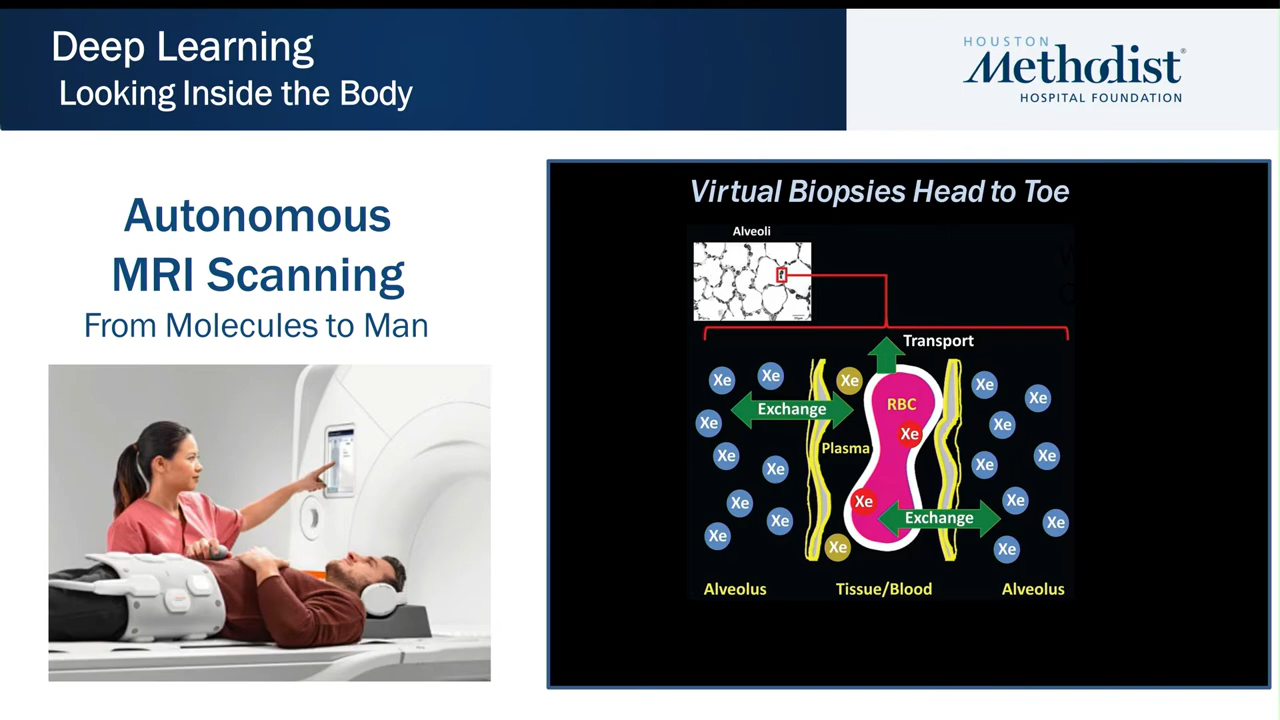 Deep Learning
Looking Inside the Body
HOUSTON
Methodist®
HOSPITAL FOUNDATION
Autonomous
MRI Scanning
From Molecules to Man
Virtual Biopsies Head to Toe
Alveoli
Transport
Xe
Xe
Xe
Xe
Xe
Exchange
RBC
Xe
Xe
Xe
Xe
Plasma
Xe
Xe
Xe
Xe
Xe
Xe
Xe
Xe
Exchange
Xe
Xe
Xe
Xe
Xe
Alveolus
Tissue/Blood
Alveolus